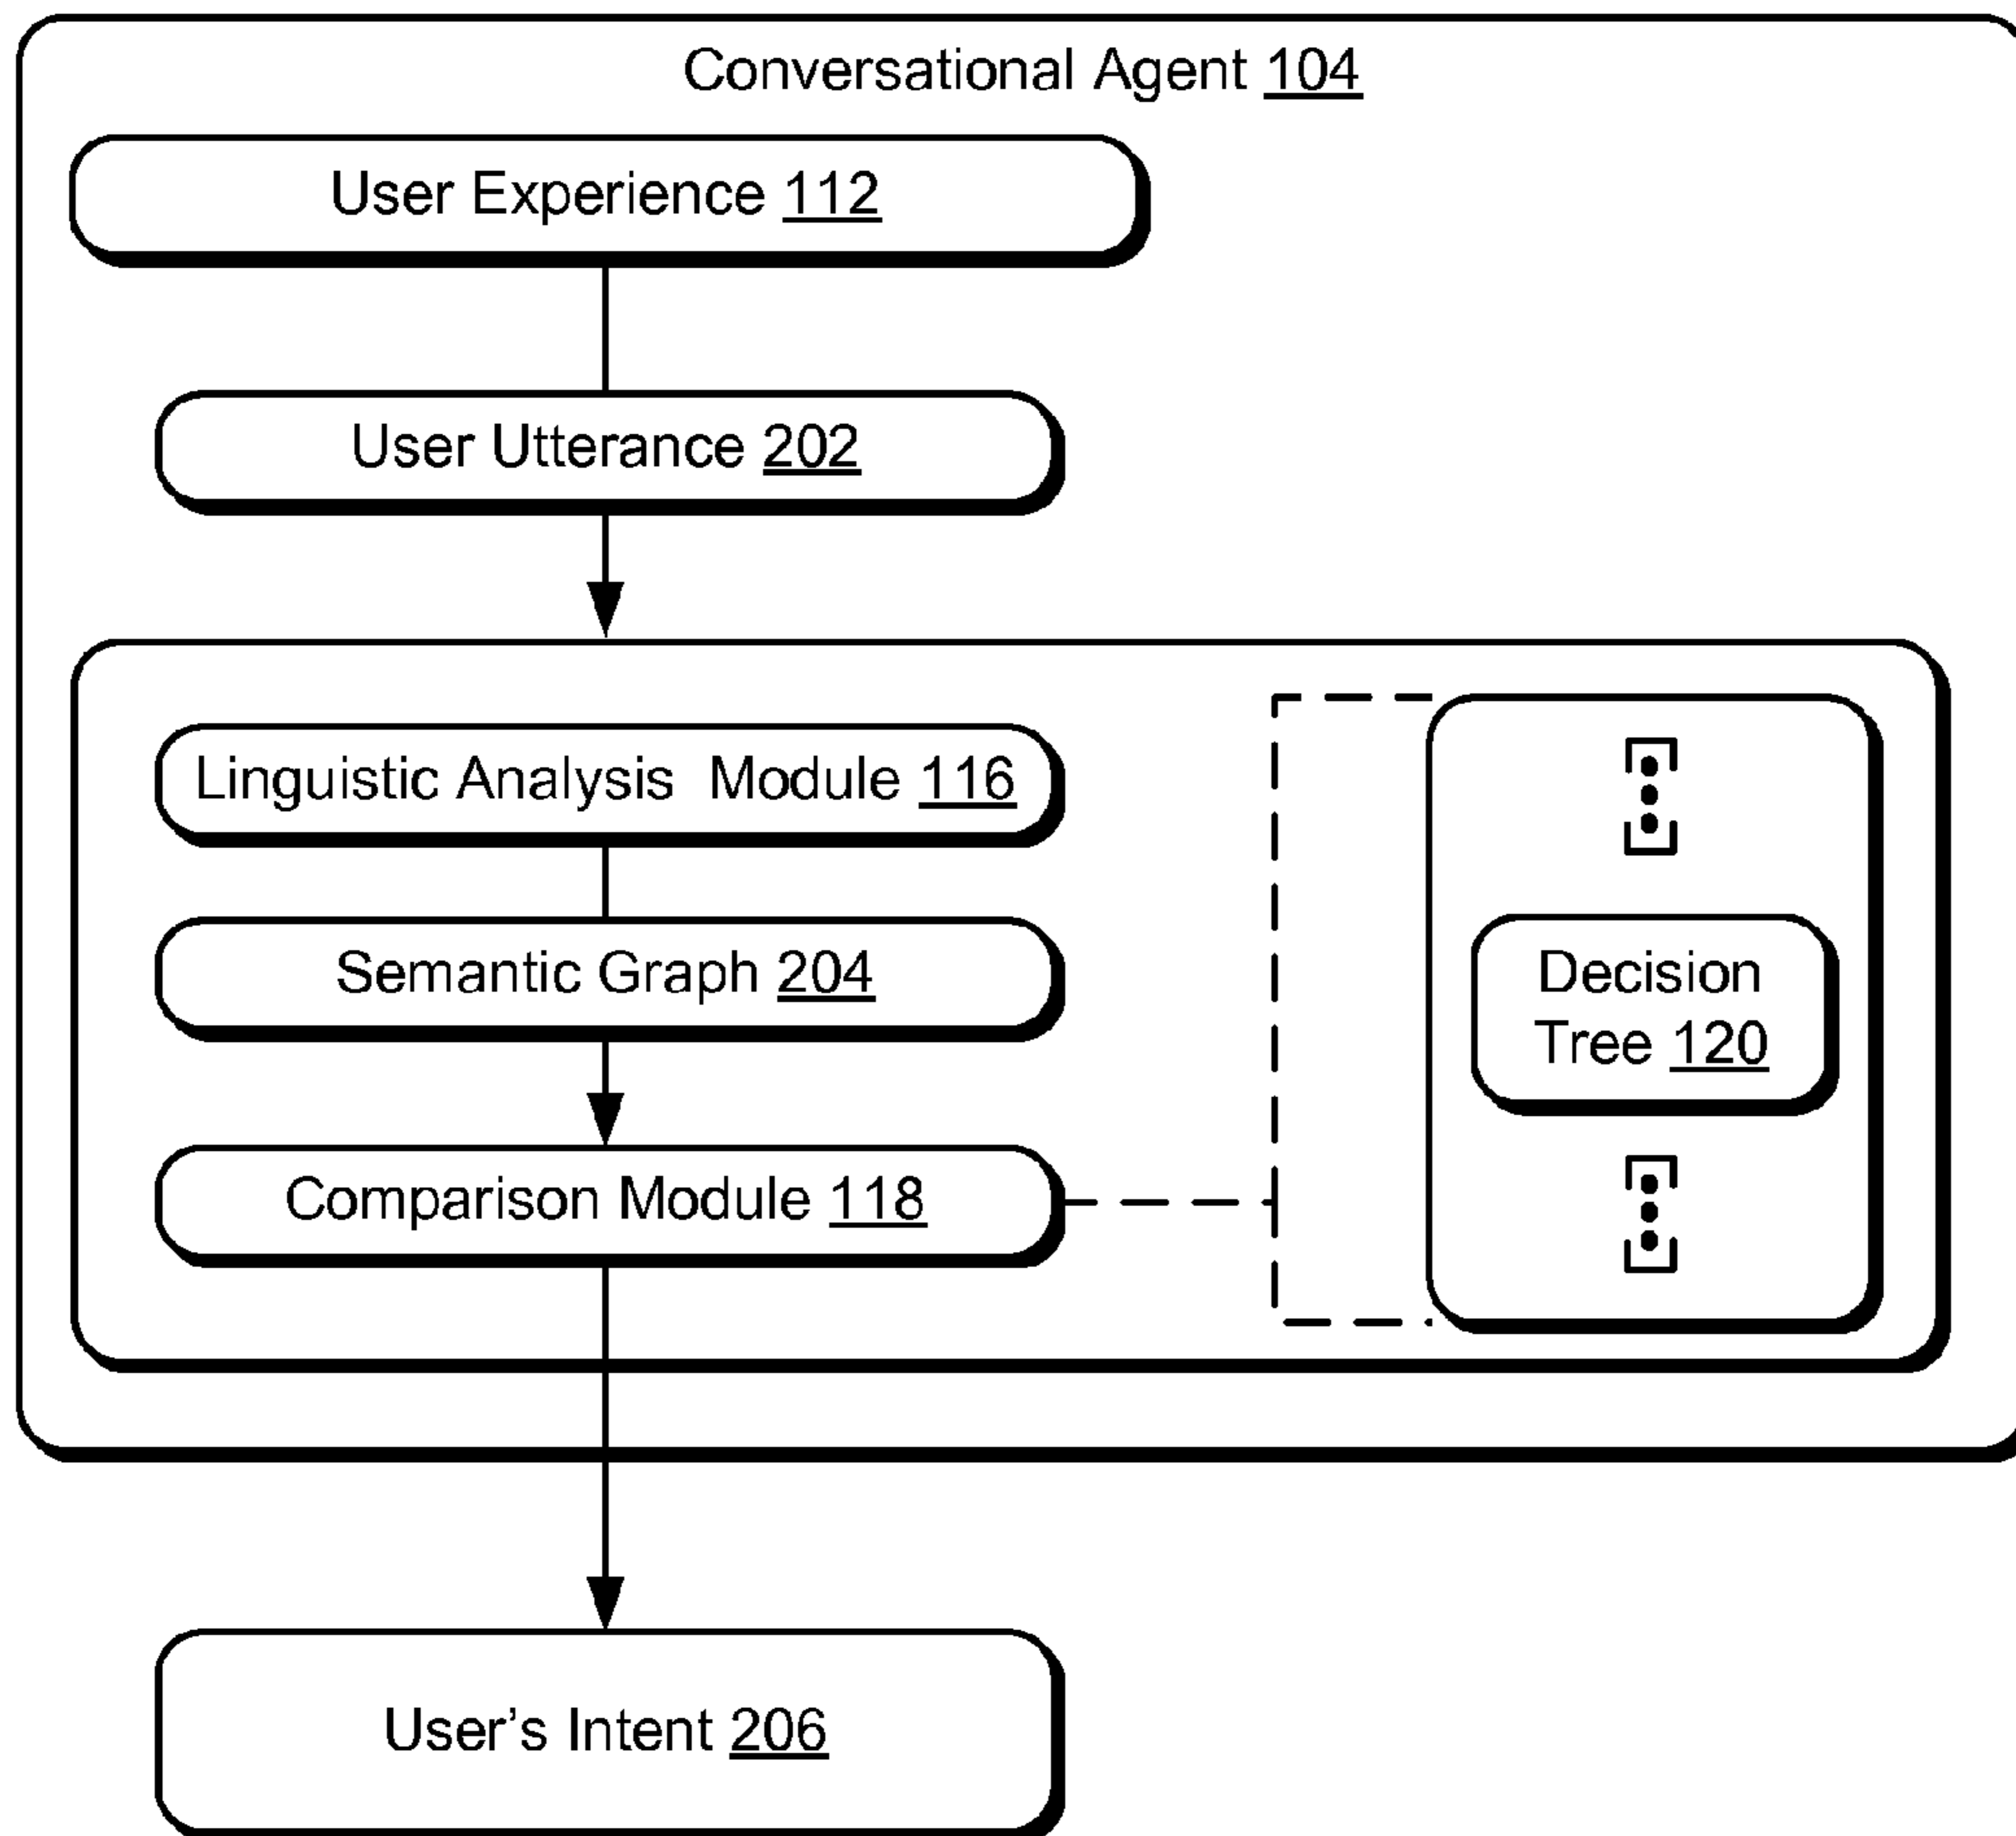 Conversational Agent 104
User Experience 112
User Utterance 202
Linguistic Analysis Module 116
Semantic Graph 204
Comparison Module 118
Decision
Tree 120
User's Intent 206